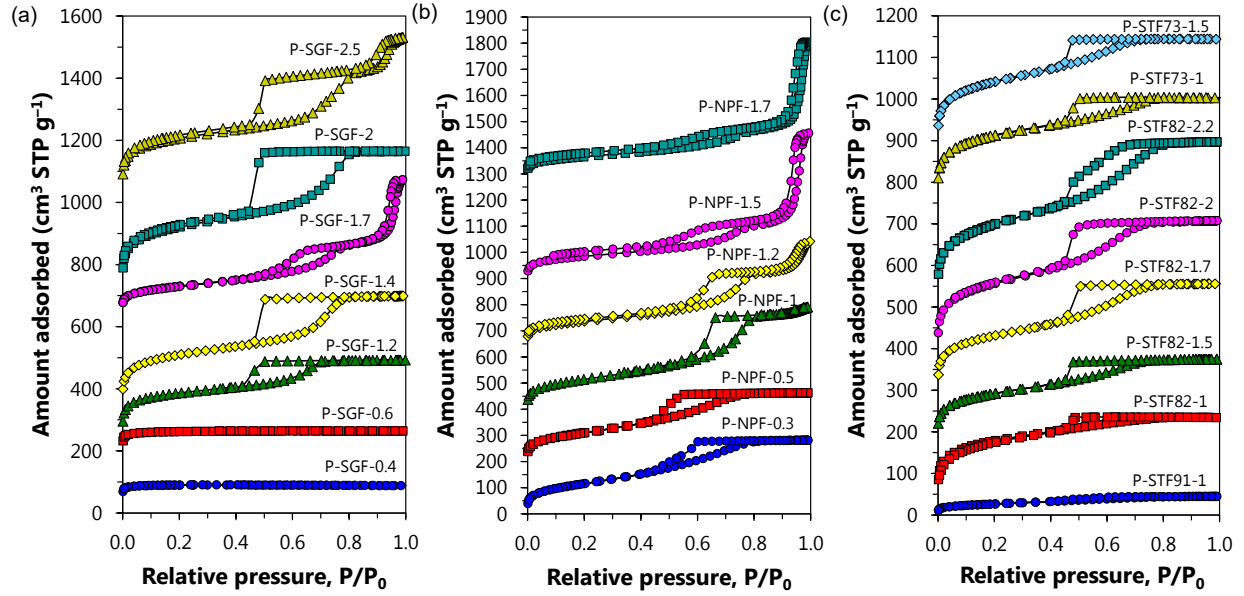 (a)
1600
1400
1200
1000
800
600
400
200
0
Amount adsorbed (cm³ STP g⁻¹)
P-SGF-2.5
P-SGF-2
P-SGF-1.7
P-SGF-1.4
P-SGF-1.2
P-SGF-0.6
P-SGF-0.4
0.0 0.2 0.4 0.6 0.8 1.0
Relative pressure, P/P₀
(b)
1900
1800
1700
1600
1500
1400
1300
1200
1100
1000
900
800
700
600
500
400
300
200
100
0
Amount adsorbed (cm³ STP g⁻¹)
P-NPF-1.7
P-NPF-1.5
P-NPF-1.2
P-NPF-1
P-NPF-0.5
P-NPF-0.3
0.0 0.2 0.4 0.6 0.8 1.0
Relative pressure, P/P₀
(c)
1200
1100
1000
900
800
700
600
500
400
300
200
100
0
Amount adsorbed (cm³ STP g⁻¹)
P-STF73-1.5
P-STF73-1
P-STF82-2.2
P-STF82-2
P-STF82-1.7
P-STF82-1.5
P-STF82-1
P-STF91-1
0.0 0.2 0.4 0.6 0.8 1.0
Relative pressure, P/P₀